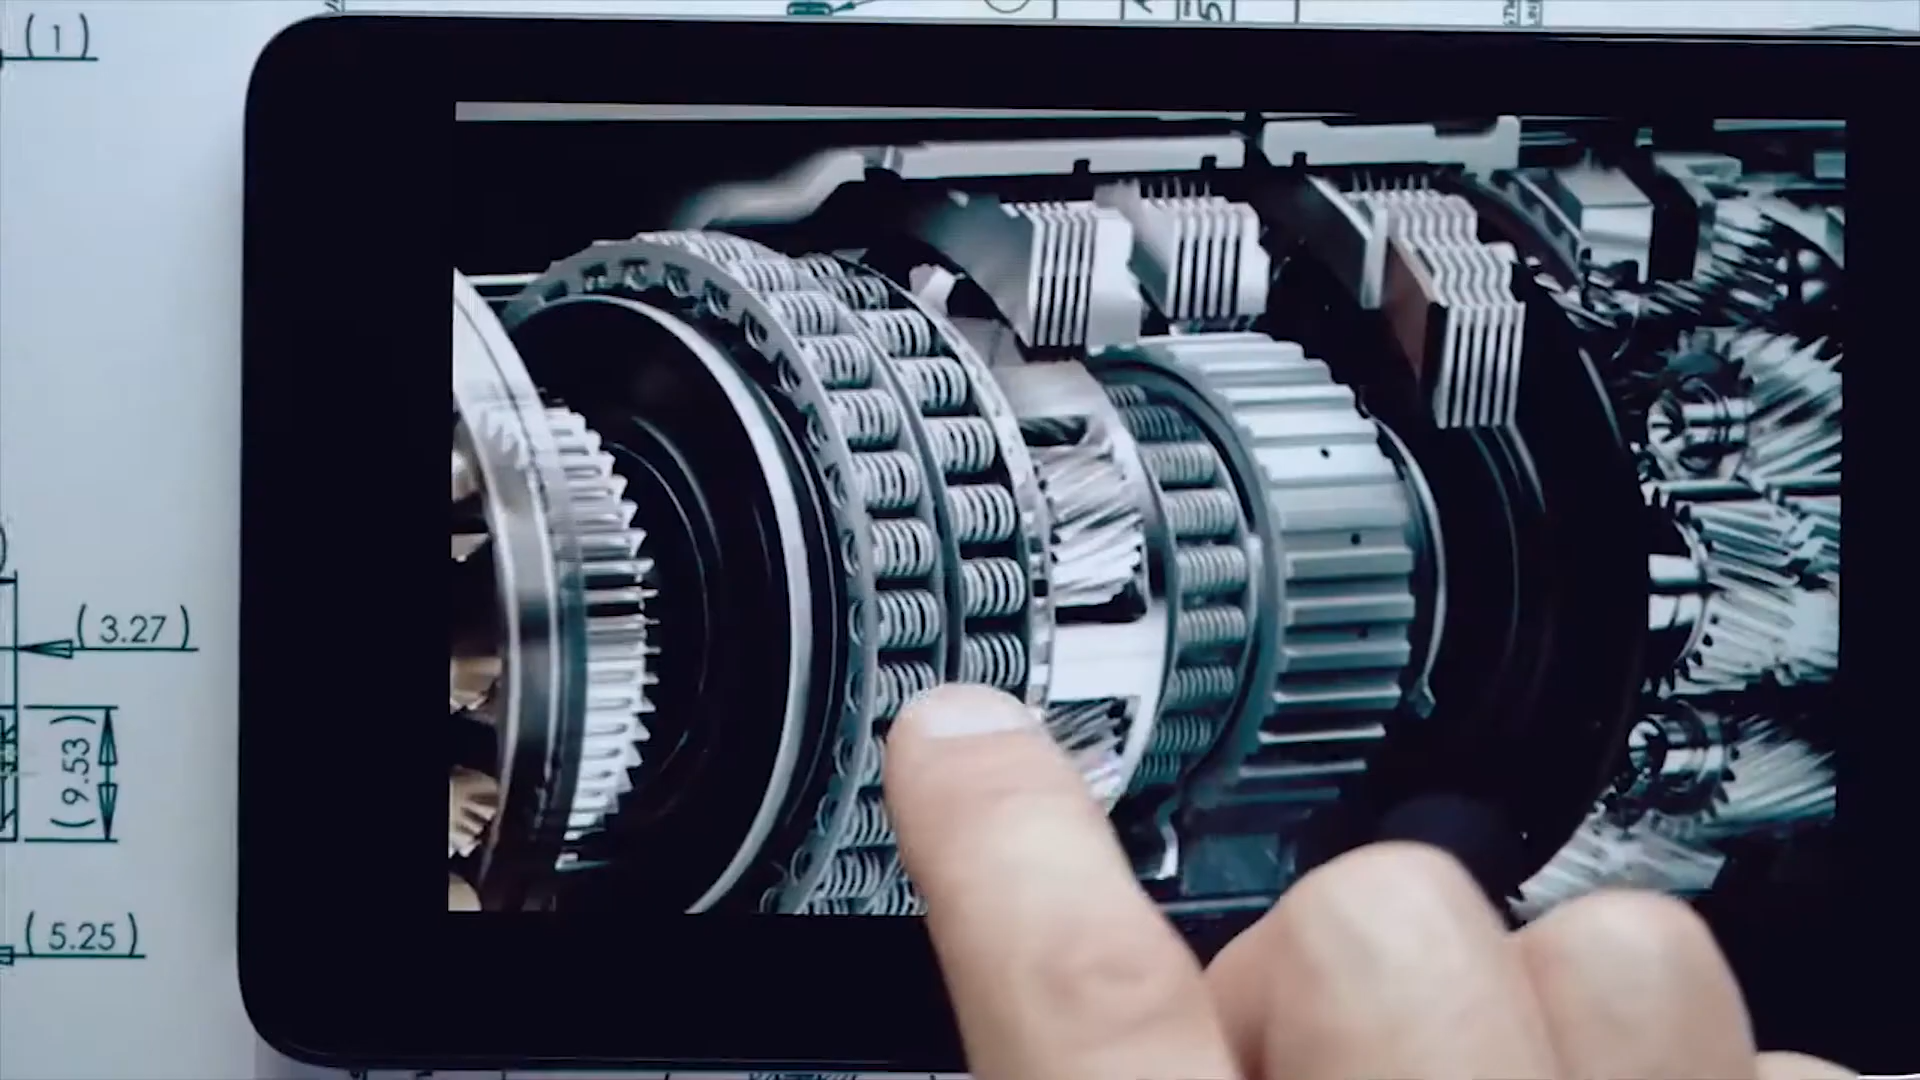 ( 1 )
( 3.27 )
( 9.53 )
( 5.25 )